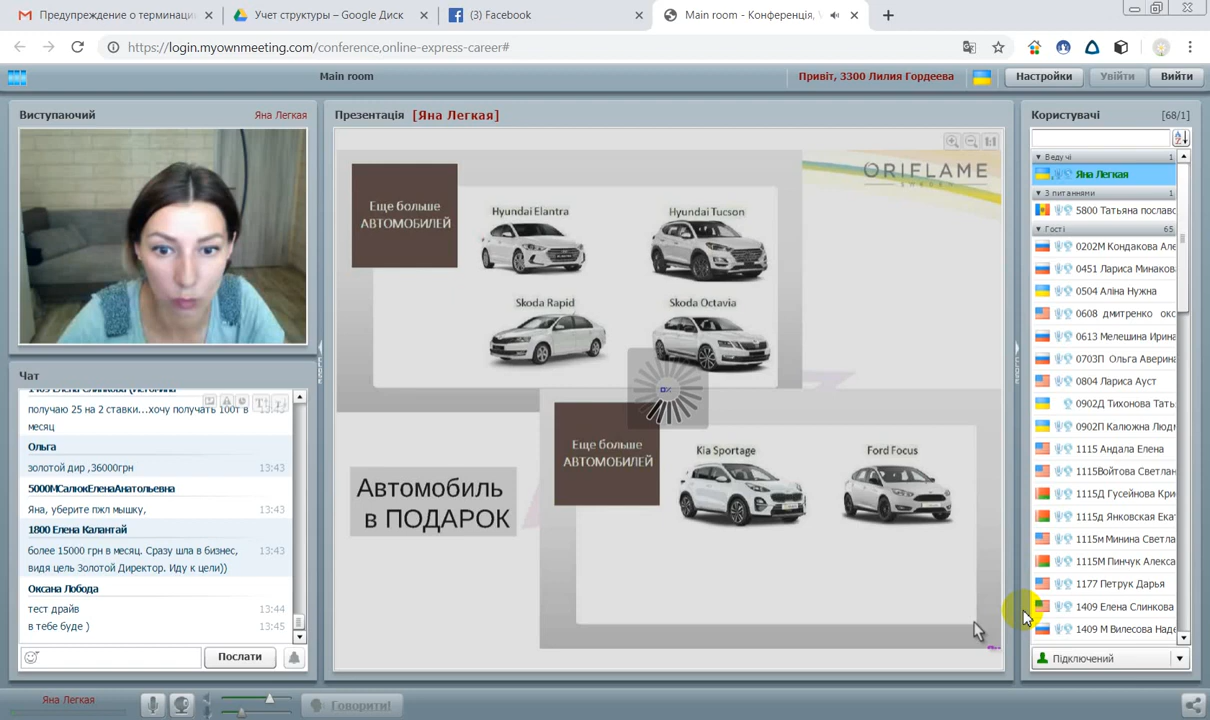 Предупреждение о терминаци
Учет структуры – Google Диск
(3) Facebook
Main room - Конференція,
https://login.myownmeeting.com/conference,online-express-career#
Main room
Привіт, 3300 Лилия Гордеева
Настройки
Увійти
Вийти
Виступаючий
Яна Легкая
Презентація [Яна Легкая]
Користувачі
[68/1]
ORIFLAME
SWEDEN
Еще больше
АВТОМОБИЛЕЙ
Hyundai Elantra
Hyundai Tucson
Skoda Rapid
Skoda Octavia
Еще больше
АВТОМОБИЛЕЙ
Kia Sportage
Ford Focus
Автомобиль
в ПОДАРОК
Ведучі
1
Яна Легкая
З питаннями
1
5800 Татьяна пославо
Гості
65
0202М Кондакова Але
0451 Лариса Минакова
0504 Аліна Нужна
0608 дмитренко окс
0613 Мелешина Ирин
0703П Ольга Аверина
0804 Лариса Ауст
0902Д Тихонова Тать
0902П Калюжна Людм
1115 Андала Елена
1115Войтова Светлан
1115Д Гусейнова Кри
1115д Янковская Екат
1115м Минина Светла
1115М Пинчук Алекса
1177 Петрук Дарья
1409 Елена Слинкова
1409 М Вилесова Наде
Підключений
Чат
получаю 25 на 2 ставки...хочу получать 100т в
месяц
13:43
Ольга
золотой дир ,36000грн
13:43
5000МСалюкЕленаАнатольевна
Яна, уберите пжл мышку,
13:43
1800 Елена Калантай
более 15000 грн в месяц. Сразу шла в бизнес,
13:43
видя цель Золотой Директор. Иду к цели))
Оксана Лобода
тест драйв
13:44
в тебе буде )
13:45
Послати
Яна Легкая
Говорити!